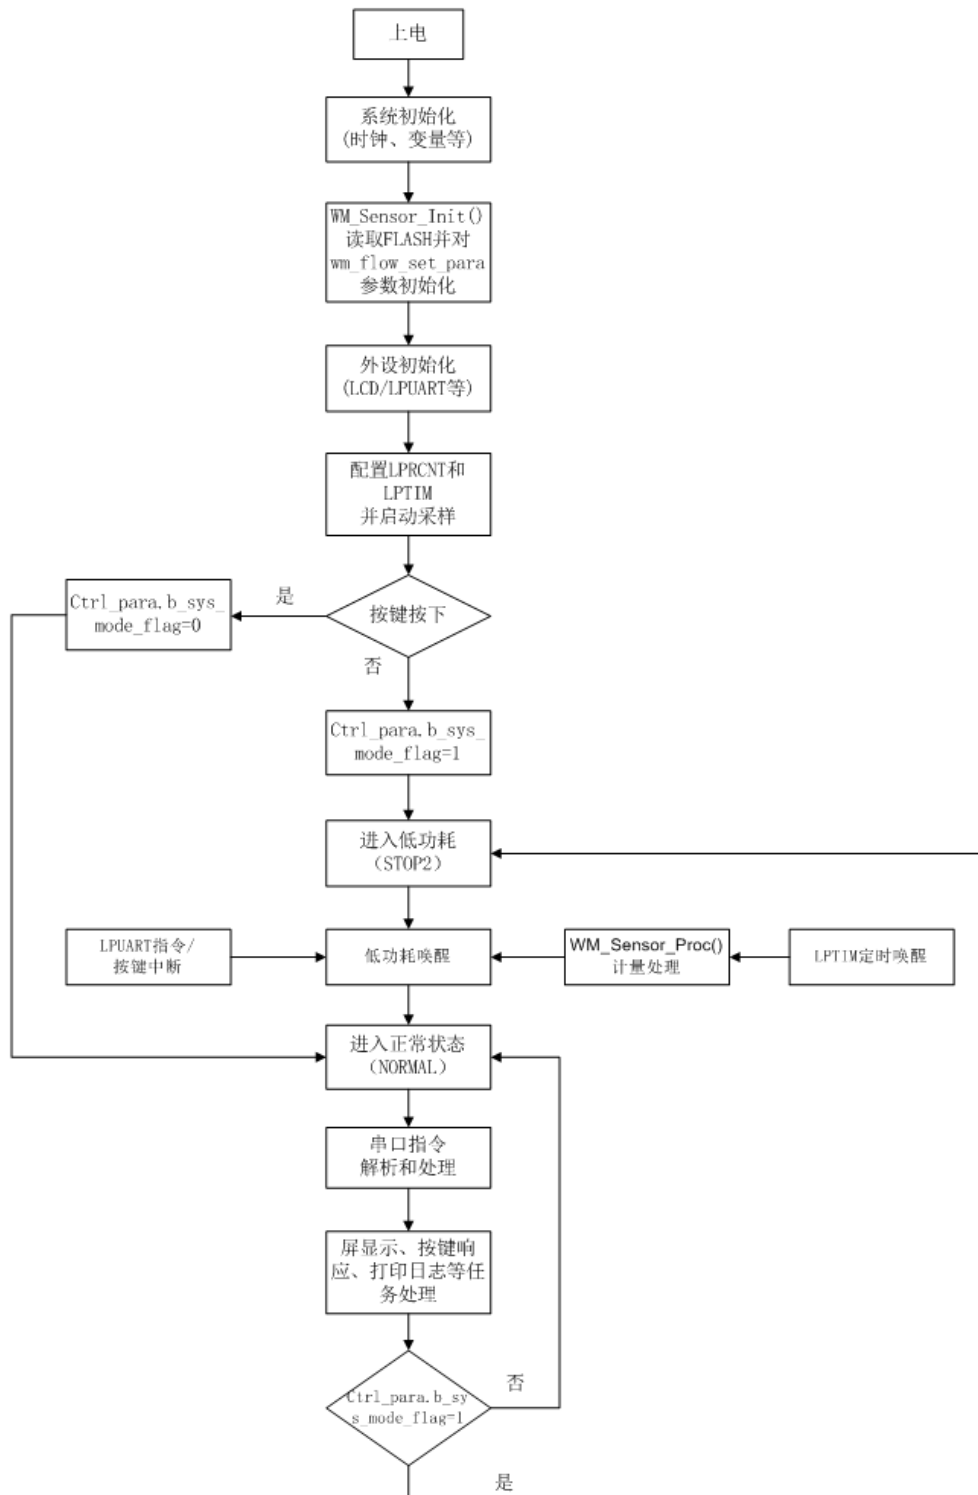 上电
系统初始化
(时钟、变量等)
WM_Sensor_Init()
读取FLASH并对
wm_flow_set_para
参数初始化
外设初始化
(LCD/LPUART等)
配置LPRCNT和
LPTIM
并启动采样
按键按下
是
Ctrl_para.b_sys_
mode_flag=0
否
Ctrl_para.b_sys_
mode_flag=1
进入低功耗
（STOP2）
LPUART指令/
按键中断
低功耗唤醒
WM_Sensor_Proc()
计量处理
LPTIM定时唤醒
进入正常状态
（NORMAL）
串口指令
解析和处理
屏显示、按键响
应、打印日志等任
务处理
Ctrl_para.b_sy
s_mode_flag=1
否
是